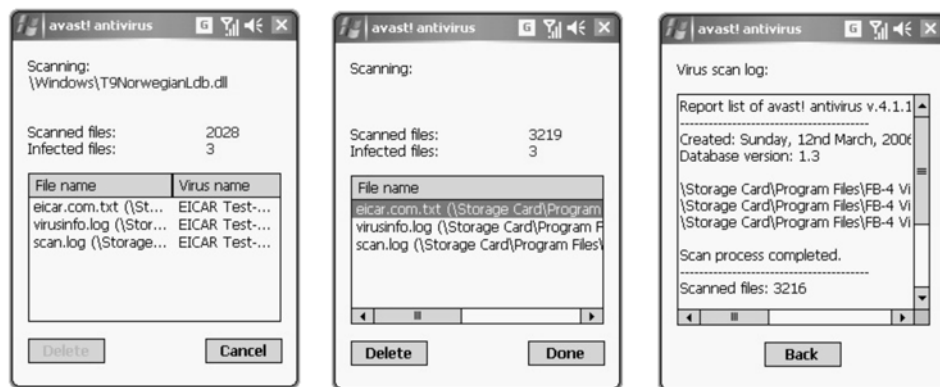 avast! antivirus
G
Scanning:
\Windows\T9NorwegianLdb.dll
Scanned files: 2028
Infected files: 3
File name Virus name
eicar.com.txt (\St... EICAR Test-...
virusinfo.log (\Stor... EICAR Test-...
scan.log (\Storage... EICAR Test-...
Delete Cancel
avast! antivirus
G
Scanning:
Scanned files: 3219
Infected files: 3
File name
eicar.com.txt (\Storage Card\Program
virusinfo.log (\Storage Card\Program F
scan.log (\Storage Card\Program Files\
Delete Done
avast! antivirus
G
Virus scan log:
Report list of avast! antivirus v.4.1.1
----------------------------------------
Created: Sunday, 12nd March, 2006
Database version: 1.3
\Storage Card\Program Files\FB-4 Vi
\Storage Card\Program Files\FB-4 Vi
\Storage Card\Program Files\FB-4 Vi
Scan process completed.
----------------------------------------
Scanned files: 3216
Back